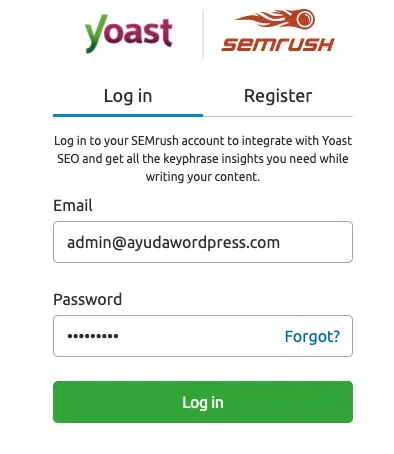 yoast SEMRUSH
Log in Register
Log in to your SEMrush account to integrate with Yoast
SEO and get all the keyphrase insights you need while
writing your content.
Email
admin@ayudawordpress.com
Password
••••••••• Forgot?
Log in